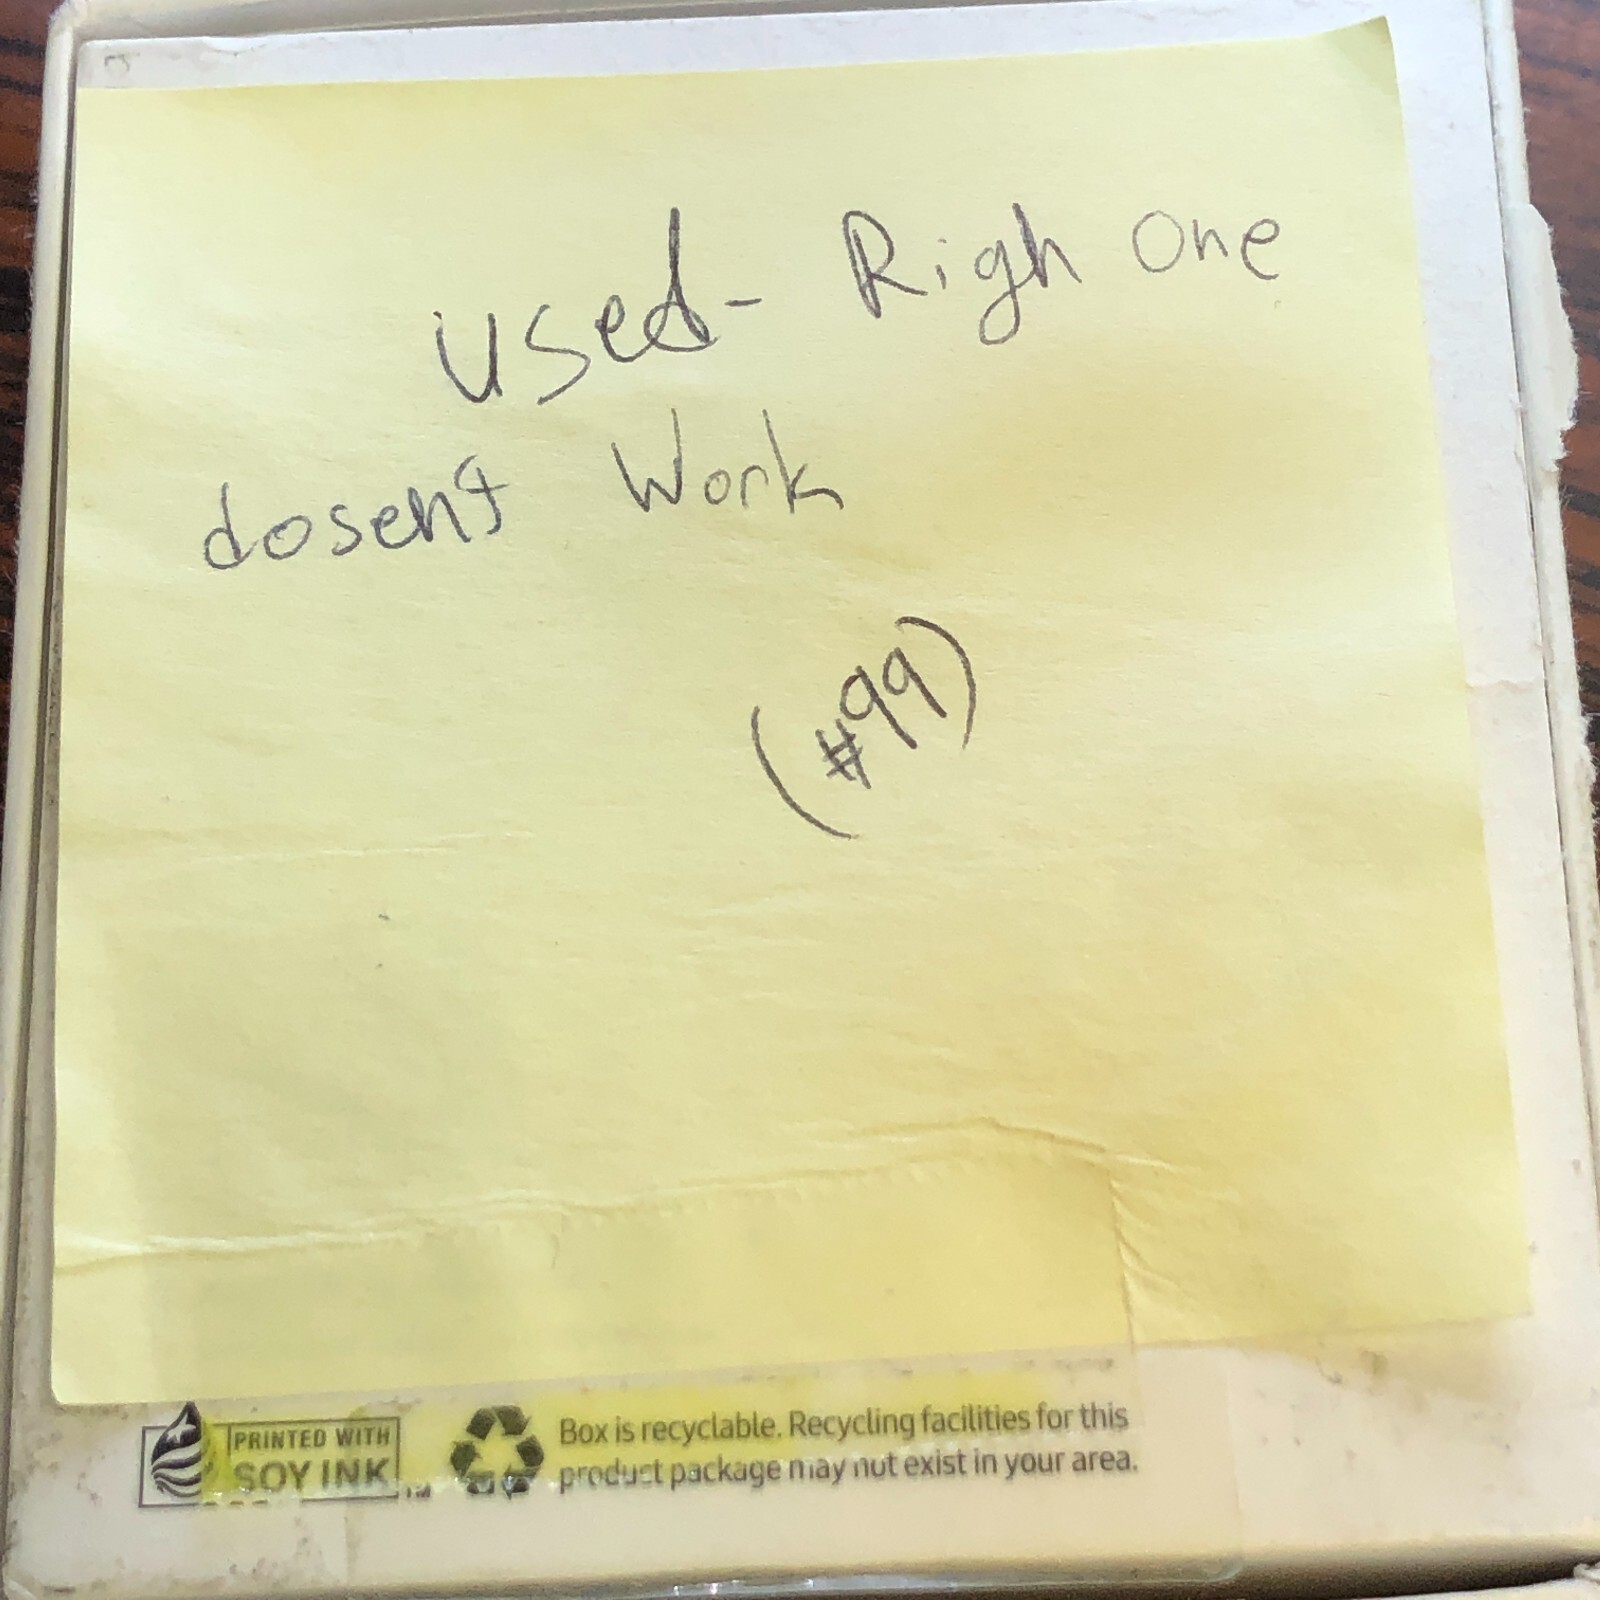 used- Righ One
dosent Work
(#99)
PRINTED WITH
SOY INK
Box is recyclable. Recycling facilities for this
product package may not exist in your area.